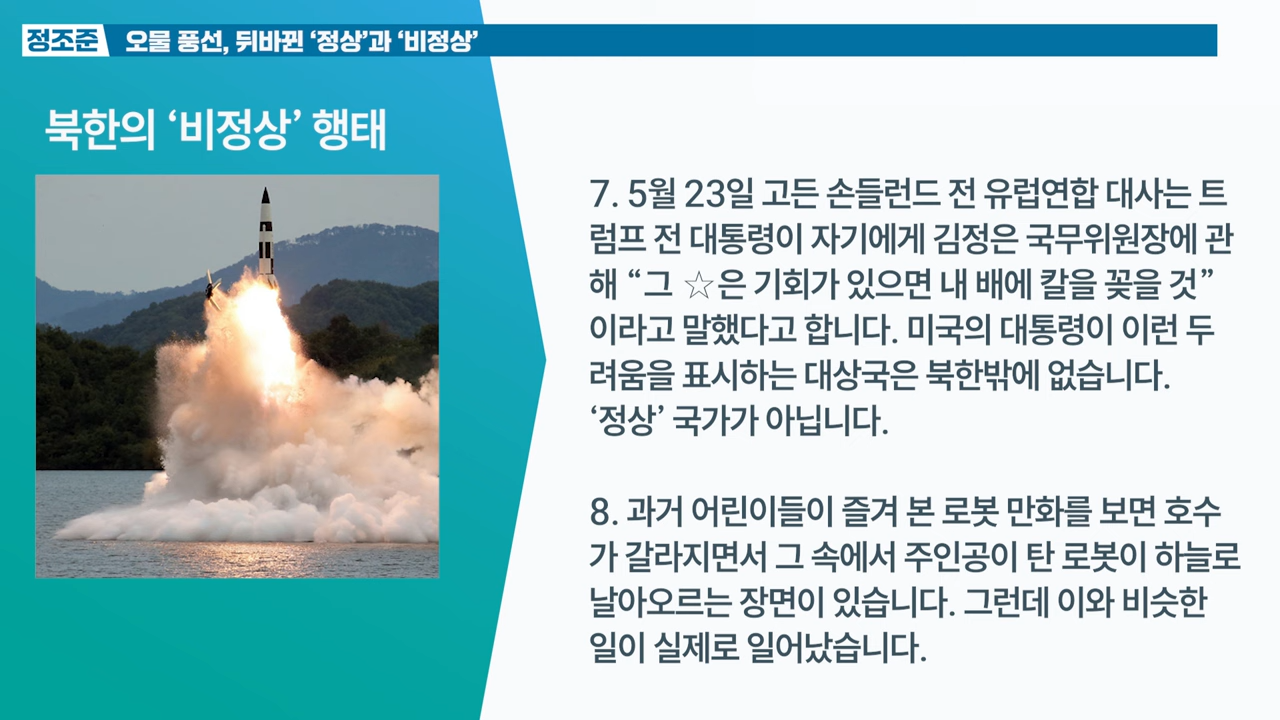 정조준
오물 풍선, 뒤바뀐 ‘정상’과 ‘비정상’
북한의 ‘비정상’ 행태
7. 5월 23일 고든 손들런드 전 유럽연합 대사는 트
럼프 전 대통령이 자기에게 김정은 국무위원장에 관
해 “그 ☆은 기회가 있으면 내 배에 칼을 꽂을 것”
이라고 말했다고 합니다. 미국의 대통령이 이런 두
려움을 표시하는 대상국은 북한밖에 없습니다.
‘정상’ 국가가 아닙니다.
8. 과거 어린이들이 즐겨 본 로봇 만화를 보면 호수
가 갈라지면서 그 속에서 주인공이 탄 로봇이 하늘로
날아오르는 장면이 있습니다. 그런데 이와 비슷한
일이 실제로 일어났습니다.